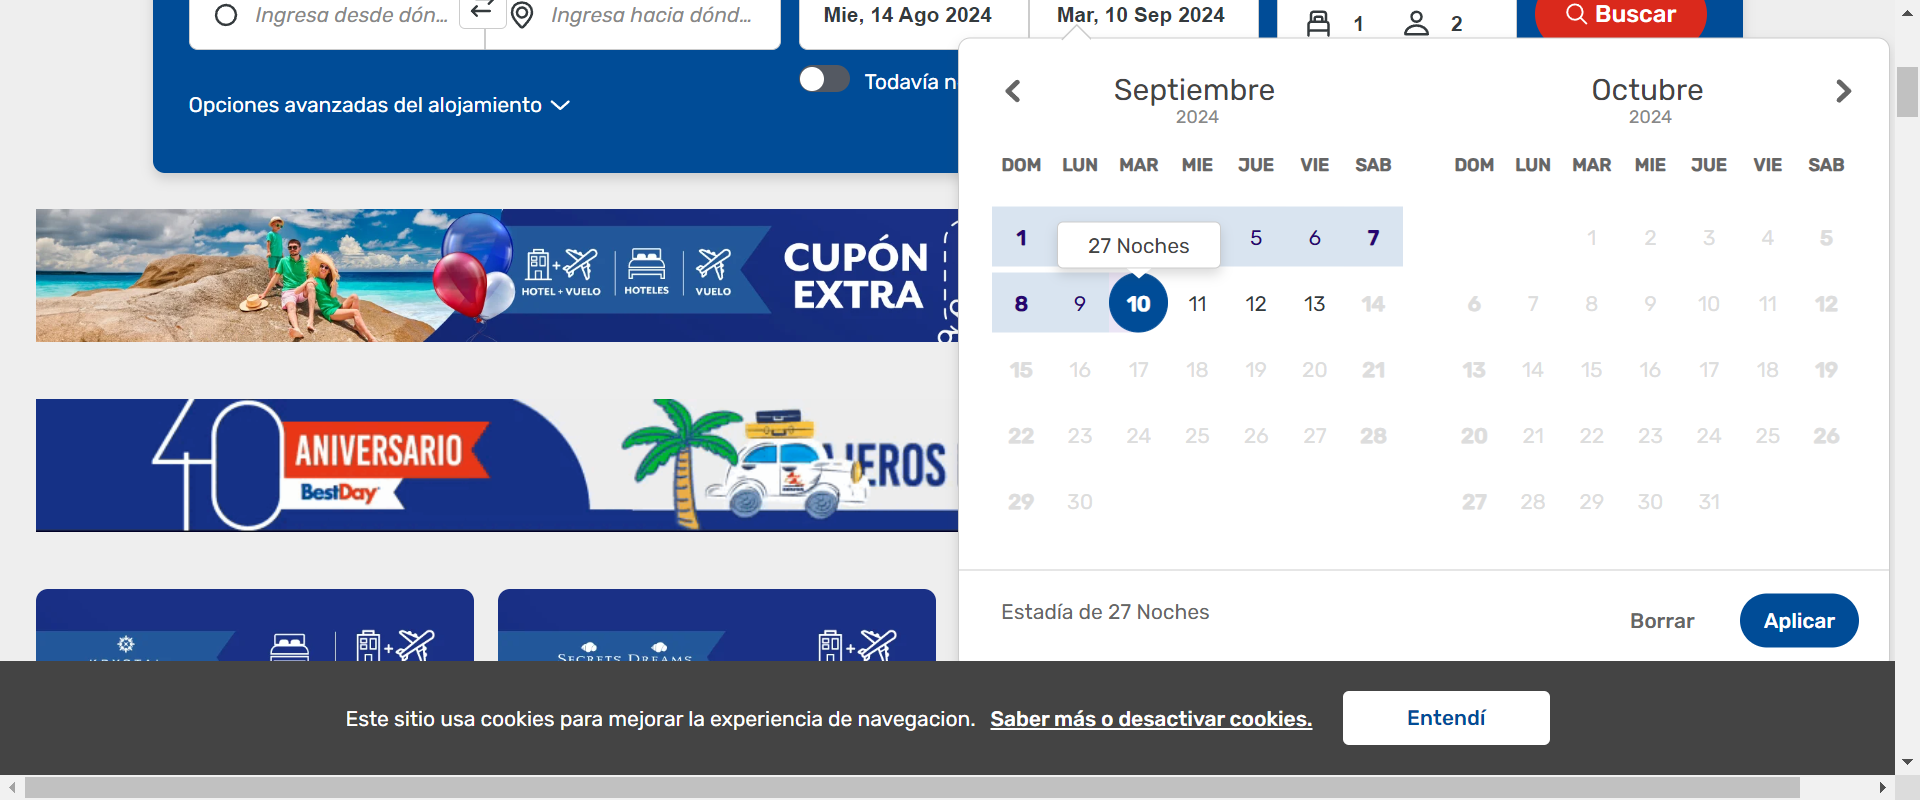 Ingresa desde dón...
Ingresa hacia dónd...
Mie, 14 Ago 2024
Mar, 10 Sep 2024
1
2
Buscar
Todavía n
Opciones avanzadas del alojamiento
Septiembre
2024
DOM LUN MAR MIE JUE VIE SAB
1 5 6 7
27 Noches
8 9 10 11 12 13 14
15 16 17 18 19 20 21
22 23 24 25 26 27 28
29 30
Octubre
2024
DOM LUN MAR MIE JUE VIE SAB
1 2 3 4 5
6 7 8 9 10 11 12
13 14 15 16 17 18 19
20 21 22 23 24 25 26
27 28 29 30 31
Estadía de 27 Noches
Borrar
Aplicar
HOTEL + VUELO
HOTELES
VUELO
CUPÓN
EXTRA
40
ANIVERSARIO
BestDay
JEROS
SECRETS DREAMS
Este sitio usa cookies para mejorar la experiencia de navegacion. Saber más o desactivar cookies.
Entendí